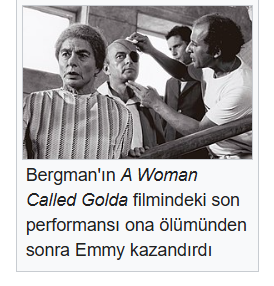 Bergman'ın A Woman
Called Golda filmindeki son
performansı ona ölümünden
sonra Emmy kazandırdı